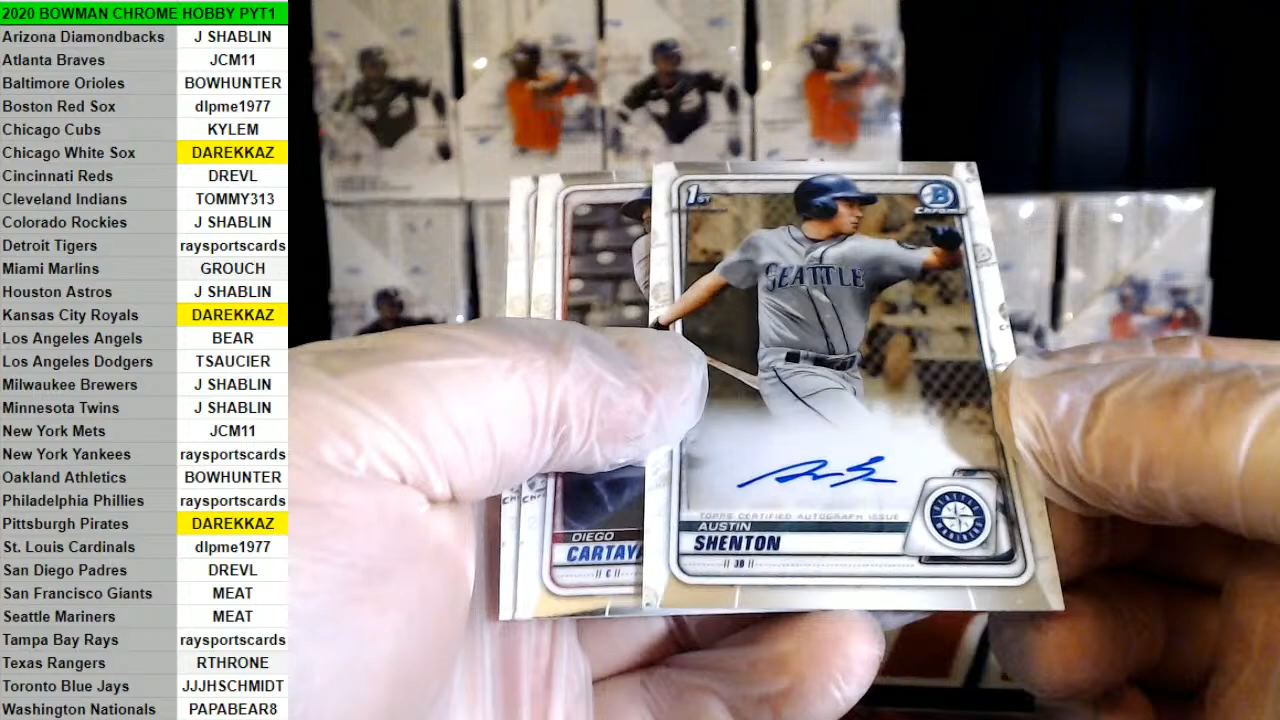 2020 BOWMAN CHROME HOBBY PYT1
Arizona Diamondbacks J SHABLIN
Atlanta Braves JCM11
Baltimore Orioles BOWHUNTER
Boston Red Sox dlpme1977
Chicago Cubs KYLEM
Chicago White Sox DAREKKAZ
Cincinnati Reds DREVL
Cleveland Indians TOMMY313
Colorado Rockies J SHABLIN
Detroit Tigers raysportscards
Miami Marlins GROUCH
Houston Astros J SHABLIN
Kansas City Royals DAREKKAZ
Los Angeles Angels BEAR
Los Angeles Dodgers TSAUCIER
Milwaukee Brewers J SHABLIN
Minnesota Twins J SHABLIN
New York Mets JCM11
New York Yankees raysportscards
Oakland Athletics BOWHUNTER
Philadelphia Phillies raysportscards
Pittsburgh Pirates DAREKKAZ
St. Louis Cardinals dlpme1977
San Diego Padres DREVL
San Francisco Giants MEAT
Seattle Mariners MEAT
Tampa Bay Rays raysportscards
Texas Rangers RTHRONE
Toronto Blue Jays JJJHSCHMIDT
Washington Nationals PAPABEAR8
1ST
B
Chrome
SEATTLE
TOPPS CERTIFIED AUTOGRAPH ISSUE
AUSTIN
SHENTON
3B
SEATTLE MARINERS
DIEGO
CARTAYA
C